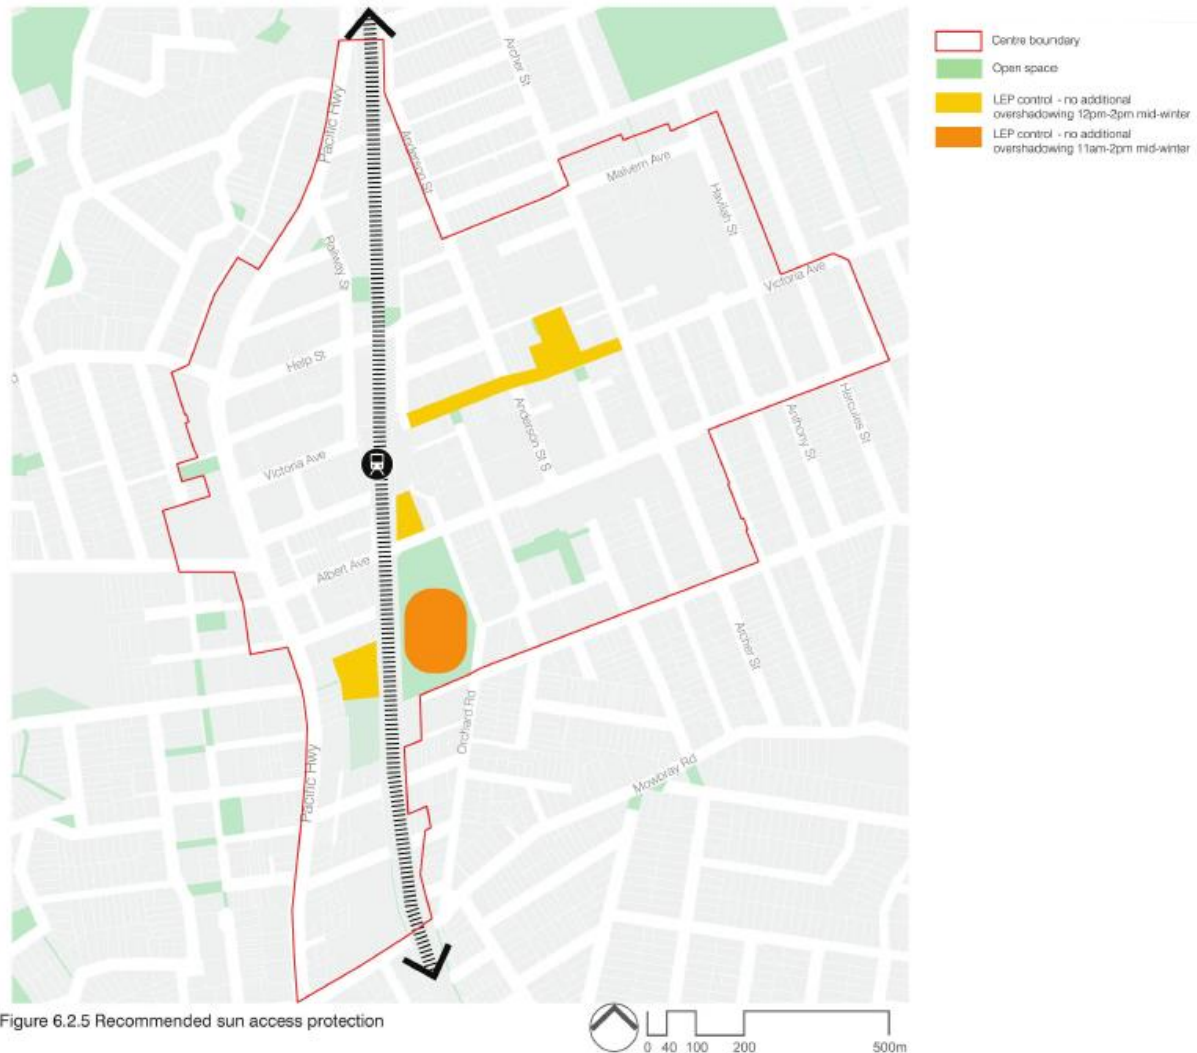 Centre boundary
Open space
LEP control - no additional
overshadowing 12pm-2pm mid-winter
LEP control - no additional
overshadowing 11am-2pm mid-winter
Archer St
Pacific Hwy
Anderson St
Malvern Ave
Havilah St
Railway St
Victoria Ave
Help St
Anderson St S
Hercules St
Anthony St
Victoria Ave
Albert Ave
Archer St
Orchard Rd
Pacific Hwy
Mowbray Rd
Figure 6.2.5 Recommended sun access protection
0 40 100 200 500m